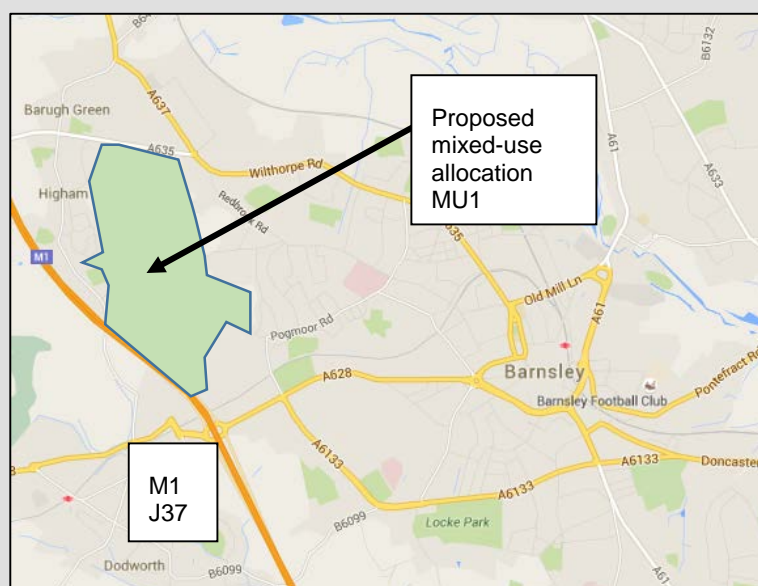 B6132
A637
Barugh Green
A61
A633
A635
Wilthorpe Rd
Higham
Redbrook Rd
Proposed
mixed-use
allocation
MU1
A635
M1
Old Mill Ln
A61
Pogmoor Rd
Barnsley
Pontefract Rd
A628
Barnsley Football Club
A6133
A6133
Doncaster
M1
J37
B6099
Locke Park
Dodworth
B6099